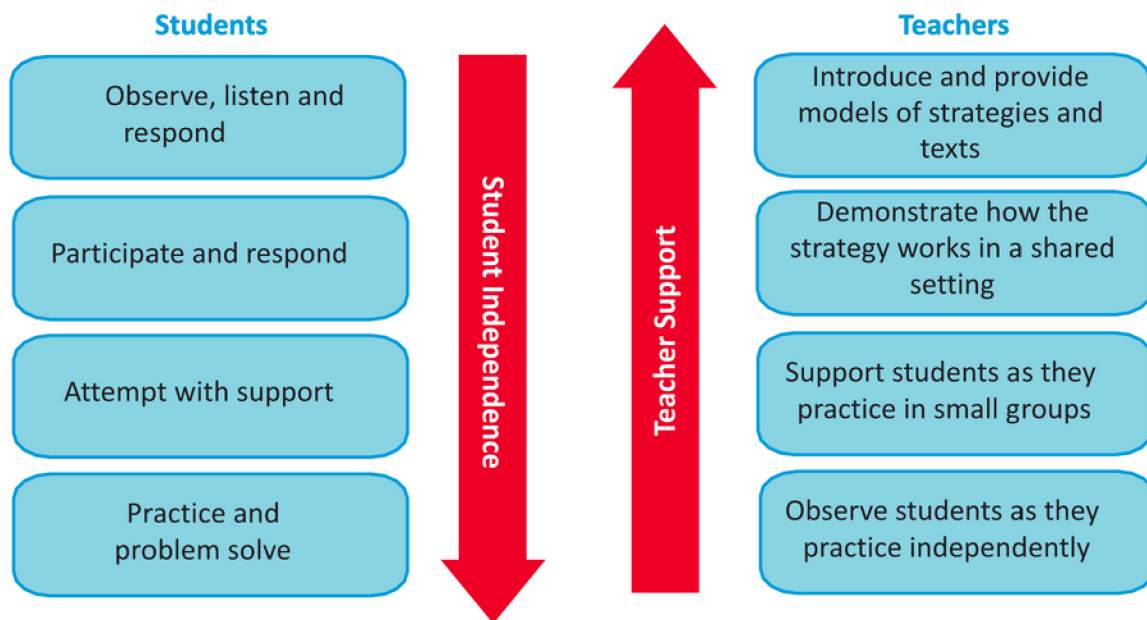 Students
Observe, listen and
respond
Participate and respond
Attempt with support
Practice and
problem solve
Student Independence
Teacher Support
Teachers
Introduce and provide
models of strategies and
texts
Demonstrate how the
strategy works in a shared
setting
Support students as they
practice in small groups
Observe students as they
practice independently